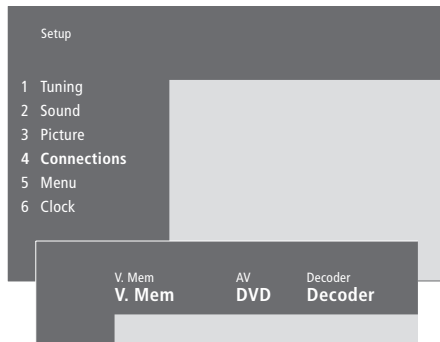 Setup
1 Tuning
2 Sound
3 Picture
4 Connections
5 Menu
6 Clock
V. Mem AV Decoder
V. Mem DVD Decoder